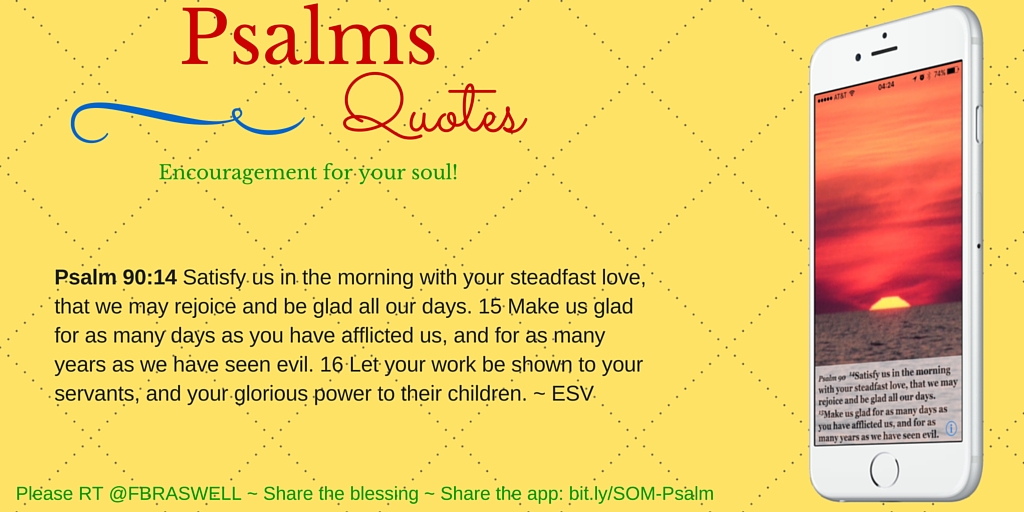 Psalms
Quotes
Encouragement for your soul!
Psalm 90:14 Satisfy us in the morning with your steadfast love,
that we may rejoice and be glad all our days. 15 Make us glad
for as many days as you have afflicted us, and for as many
years as we have seen evil. 16 Let your work be shown to your
servants, and your glorious power to their children. ~ ESV
Please RT @FBRASWELL ~ Share the blessing ~ Share the app: bit.ly/SOM-Psalm
AT&T 04:24 74%
Psalm 90 14Satisfy us in the morning
with your steadfast love, that we may
rejoice and be glad all our days.
15Make us glad for as many days as
you have afflicted us, and for as
many years as we have seen evil.